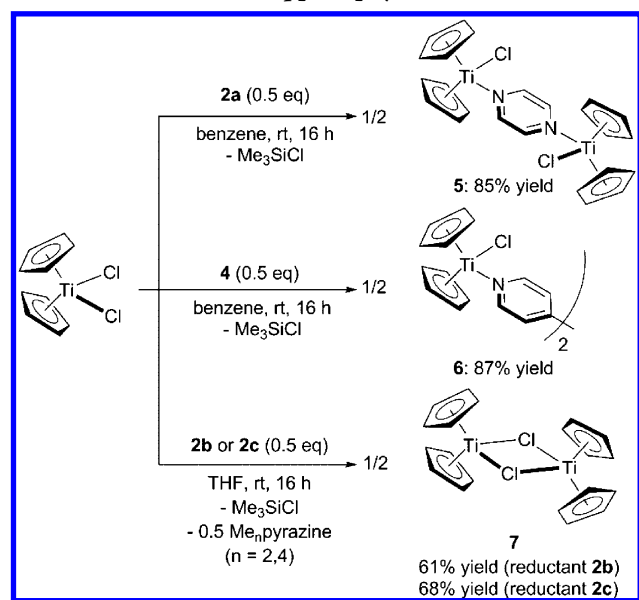 Cl
Ti
N
N
Ti
Cl
2a (0.5 eq)
benzene, rt, 16 h
- Me3SiCl
1/2
5: 85% yield
Cl
Ti
Cl
4 (0.5 eq)
benzene, rt, 16 h
- Me3SiCl
1/2
Cl
Ti
N
2
6: 87% yield
2b or 2c (0.5 eq)
THF, rt, 16 h
- Me3SiCl
- 0.5 Menpyrazine
(n = 2,4)
1/2
Ti
Cl
Cl
Ti
7
61% yield (reductant 2b)
68% yield (reductant 2c)